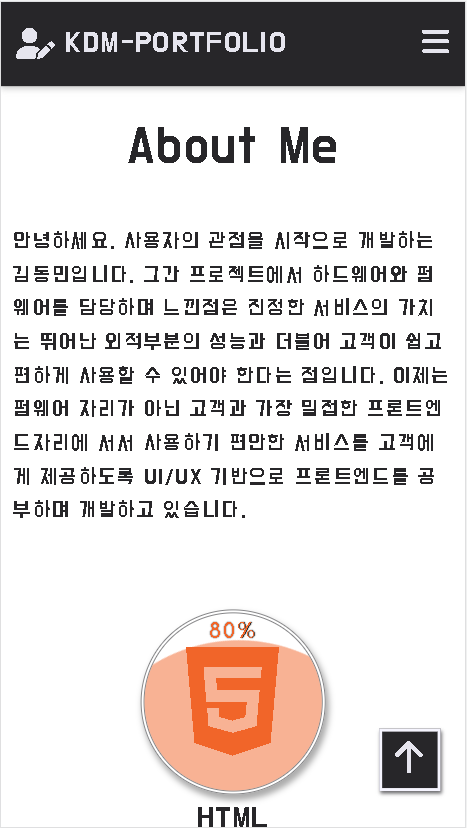 KDM-PORTFOLIO
About Me
안녕하세요. 사용자의 관점을 시작으로 개발하는
김동민입니다. 그간 프로젝트에서 하드웨어와 펌
웨어를 담당하며 느낀점은 진정한 서비스의 가치
는 뛰어난 외적부분의 성능과 더불어 고객이 쉽고
편하게 사용할 수 있어야 한다는 점입니다. 이제는
펌웨어 자리가 아닌 고객과 가장 밀접한 프론트엔
드자리에 서서 사용하기 편안한 서비스를 고객에
게 제공하도록 UI/UX 기반으로 프론트엔드를 공
부하며 개발하고 있습니다.
80%
HTML